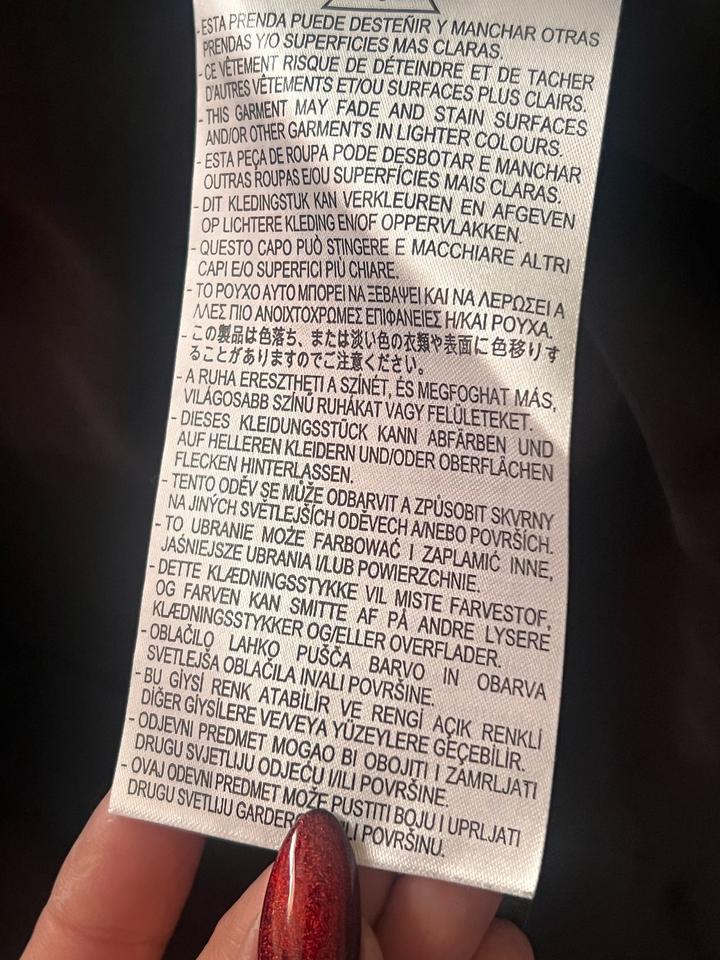 - ESTA PRENDA PUEDE DESTEÑIR Y MANCHAR OTRAS
PRENDAS Y/O SUPERFICIES MAS CLARAS.
- CE VÊTEMENT RISQUE DE DÉTEINDRE ET DE TACHER
D'AUTRES VÊTEMENTS ET/OU SURFACES PLUS CLAIRS.
- THIS GARMENT MAY FADE AND STAIN SURFACES
AND/OR OTHER GARMENTS IN LIGHTER COLOURS.
- ESTA PEÇA DE ROUPA PODE DESBOTAR E MANCHAR
OUTRAS ROUPAS E/OU SUPERFÍCIES MAIS CLARAS.
- DIT KLEDINGSTUK KAN VERKLEUREN EN AFGEVEN
OP LICHTERE KLEDING EN/OF OPPERVLAKKEN.
- QUESTO CAPO PUÒ STINGERE E MACCHIARE ALTRI
CAPI E/O SUPERFICI PIÙ CHIARE.
- ΤΟ ΡΟΥΧΟ ΑΥΤΟ ΜΠΟΡΕΙ ΝΑ ΞΕΒΑΨΕΙ ΚΑΙ ΝΑ ΛΕΡΩΣΕΙ Α
ΛΛΕΣ ΠΙΟ ΑΝΟΙΧΤΟΧΡΩΜΕΣ ΕΠΙΦΑΝΕΙΕΣ Η/ΚΑΙ ΡΟΥΧΑ.
- この製品は色落ち、または淡い色の衣類や表面に色移りす
ることがありますのでご注意ください。
- A RUHA ERESZTHETI A SZÍNÉT, ÉS MEGFOGHAT MÁS,
VILÁGOSABB SZÍNŰ RUHÁKAT VAGY FELÜLETEKET.
- DIESES KLEIDUNGSSTÜCK KANN ABFÄRBEN UND
AUF HELLEREN KLEIDERN UND/ODER OBERFLÄCHEN
FLECKEN HINTERLASSEN.
- TENTO ODĚV SE MŮŽE ODBARVIT A ZPŮSOBIT SKVRNY
NA JINÝCH SVĚTLEJŠÍCH ODĚVECH A/NEBO POVRŠÍCH.
- TO UBRANIE MOŻE FARBOWAĆ I ZAPLAMIĆ INNE,
JAŚNIEJSZE UBRANIA I/LUB POWIERZCHNIE.
- DETTE KLÆDNINGSSTYKKE VIL MISTE FARVESTOF,
OG FARVEN KAN SMITTE AF PÅ ANDRE LYSERE
KLÆDNINGSSTYKKER OG/ELLER OVERFLADER.
- OBLAČILO LAHKO PUŠČA BARVO IN OBARVA
SVETLEJŠA OBLAČILA IN/ALI POVRŠINE.
- BU GİYSİ RENK ATABİLİR VE RENGİ AÇIK RENKLİ
DİĞER GİYSİLERE VE/VEYA YÜZEYLERE GEÇEBİLİR.
- ODJEVNI PREDMET MOGAO BI OBOJITI I ZAMRLJATI
DRUGU SVJETLIJU ODJEĆU I/ILI POVRŠINE.
- OVAJ ODEVNI PREDMET MOŽE PUSTITI BOJU I UPRLJATI
DRUGU SVETLIJU POVRŠINU.